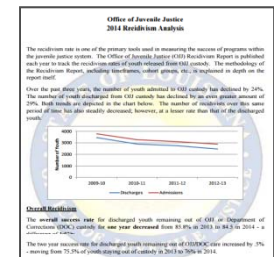 Office of Juvenile Justice
2014 Recidivism Analysis
The recidivism rate is one of the primary tools used in measuring the success of programs within
the juvenile justice system. The Office of Juvenile Justice (OJJ) Recidivism Report is published
each year to track the recidivism rates of youth released from OJJ custody. The methodology of
the Recidivism Report, including timeframes, cohort groups, etc., is explained in depth on the
report itself.
Over the past three years, the number of youth admitted in OJJ custody has declined by 24%.
The number of youth discharged from OJJ custody has declined by an even greater amount of
29%. Both trends are depicted in the chart below. The number of recidivists over this same
period of time has also steadily decreased; however, at a lesser rate than that of the discharged
youth.
Number of Youth
4000
3000
2000
1000
0
2009-10 2010-11 2011-12 2012-13
Discharges Admissions
Overall Recidivism
The overall success rate for discharged youth remaining out of OJJ or Department of
Corrections (DOC) custody for one year decreased from 85.8% in 2013 to 84.5 in 2014 - a
The two year success rate for discharged youth remaining out of OJJ/DOC care increased by .5%
- moving from 75.5% of youth staying out of custody in 2013 to 76% in 2014.